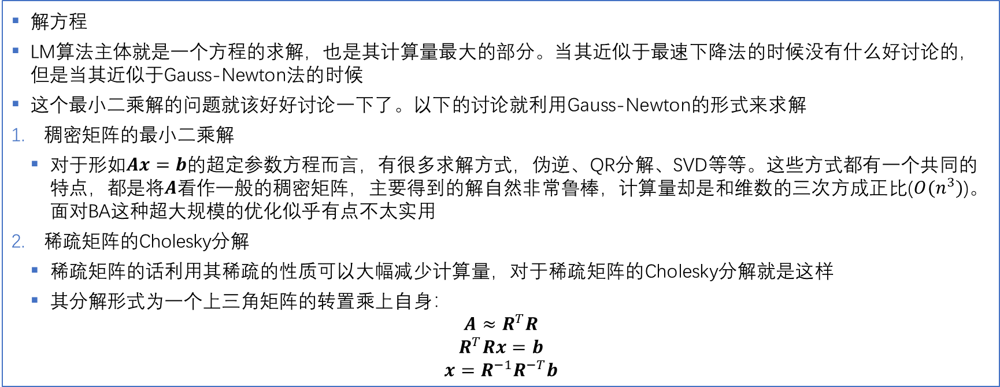 ▪ 解方程
▪ LM算法主体就是一个方程的求解，也是其计算量最大的部分。当其近似于最速下降法的时候没有什么好讨论的，
但是当其近似于Gauss-Newton法的时候
▪ 这个最小二乘解的问题就该好好讨论一下了。以下的讨论就利用Gauss-Newton的形式来求解
1. 稠密矩阵的最小二乘解
▪ 对于形如Ax = b的超定参数方程而言，有很多求解方式，伪逆、QR分解、SVD等等。这些方式都有一个共同的
特点，都是将A看作一般的稠密矩阵，主要得到的解自然非常鲁棒，计算量却是和维数的三次方成正比(O(n³))。
面对BA这种超大规模的优化似乎有点不太实用
2. 稀疏矩阵的Cholesky分解
▪ 稀疏矩阵的话利用其稀疏的性质可以大幅减少计算量，对于稀疏矩阵的Cholesky分解就是这样
▪ 其分解形式为一个上三角矩阵的转置乘上自身：
A ≈ R^T R
R^T Rx = b
x = R^{-1}R^{-T}b